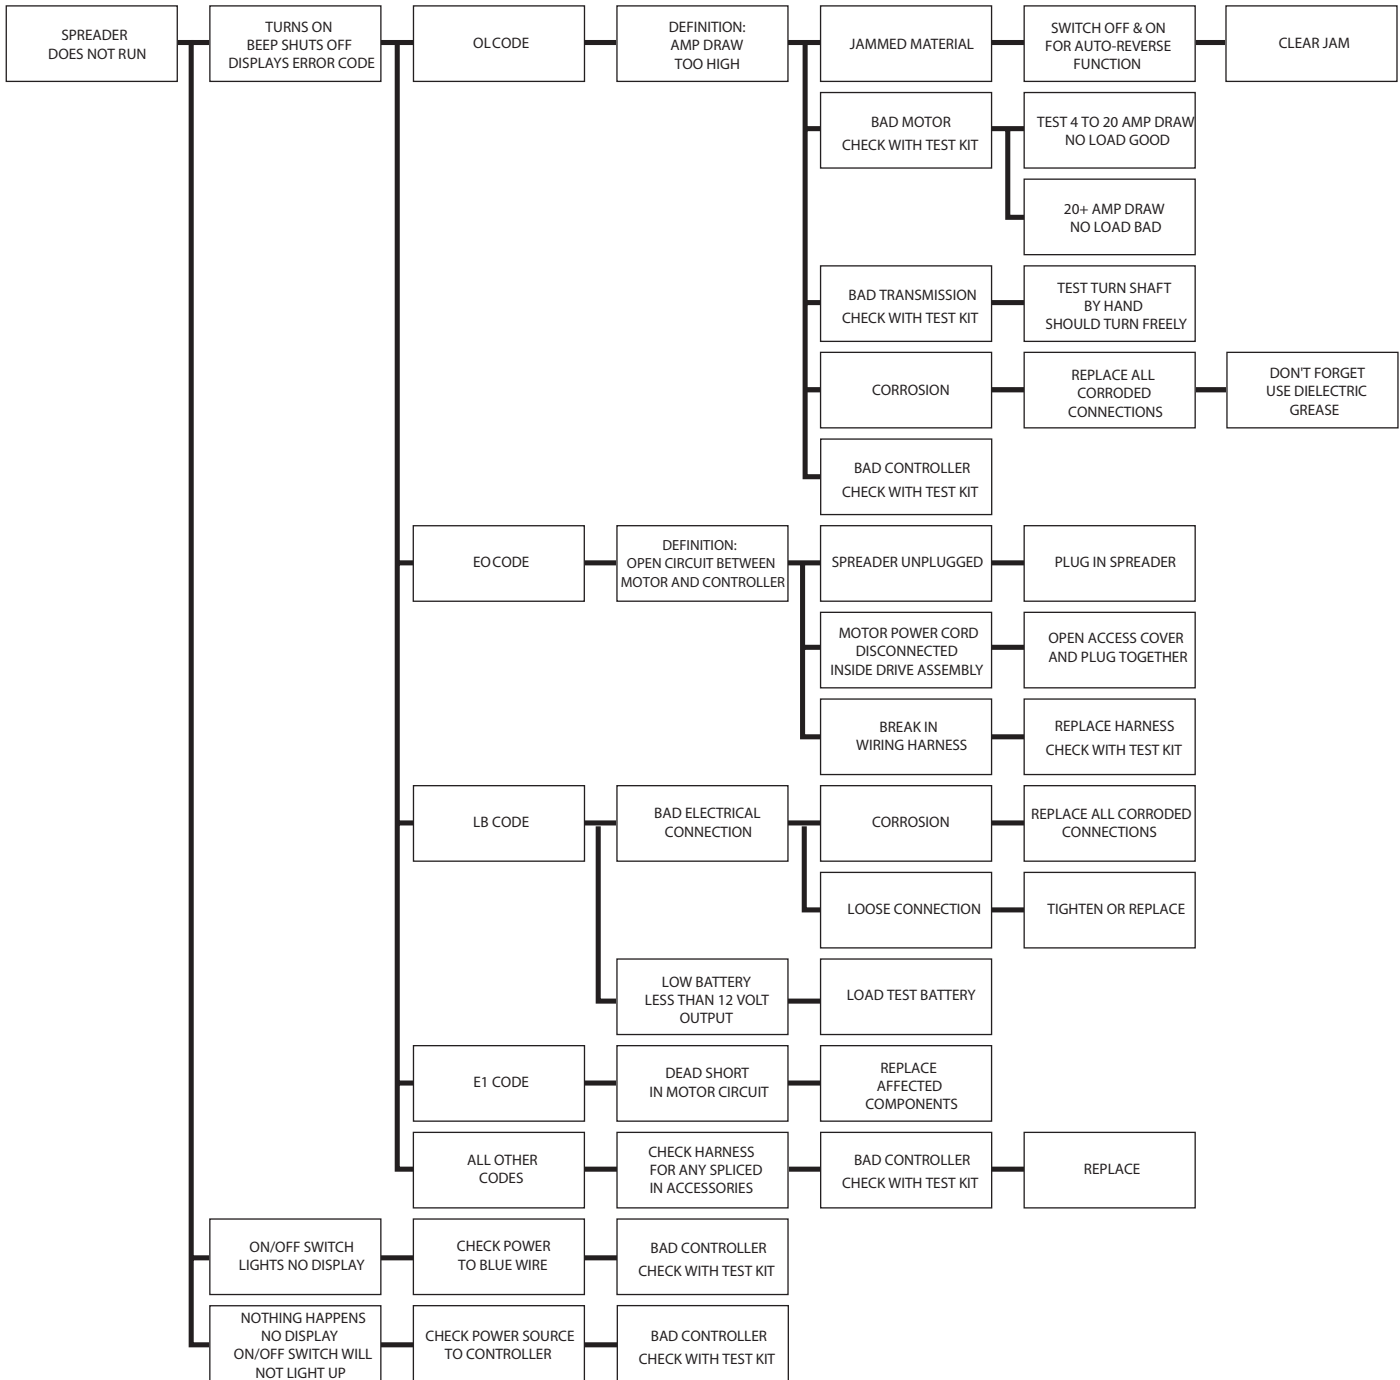 SPREADER
DOES NOT RUN
TURNS ON
BEEP SHUTS OFF
DISPLAYS ERROR CODE
OL CODE
DEFINITION:
AMP DRAW
TOO HIGH
JAMMED MATERIAL
SWITCH OFF & ON
FOR AUTO-REVERSE
FUNCTION
CLEAR JAM
BAD MOTOR
CHECK WITH TEST KIT
TEST 4 TO 20 AMP DRAW
NO LOAD GOOD
20+ AMP DRAW
NO LOAD BAD
BAD TRANSMISSION
CHECK WITH TEST KIT
TEST TURN SHAFT
BY HAND
SHOULD TURN FREELY
CORROSION
REPLACE ALL
CORRODED
CONNECTIONS
DON'T FORGET
USE DIELECTRIC
GREASE
BAD CONTROLLER
CHECK WITH TEST KIT
EO CODE
DEFINITION:
OPEN CIRCUIT BETWEEN
MOTOR AND CONTROLLER
SPREADER UNPLUGGED
PLUG IN SPREADER
MOTOR POWER CORD
DISCONNECTED
INSIDE DRIVE ASSEMBLY
OPEN ACCESS COVER
AND PLUG TOGETHER
BREAK IN
WIRING HARNESS
REPLACE HARNESS
CHECK WITH TEST KIT
LB CODE
BAD ELECTRICAL
CONNECTION
CORROSION
REPLACE ALL CORRODED
CONNECTIONS
LOOSE CONNECTION
TIGHTEN OR REPLACE
LOW BATTERY
LESS THAN 12 VOLT
OUTPUT
LOAD TEST BATTERY
E1 CODE
DEAD SHORT
IN MOTOR CIRCUIT
REPLACE
AFFECTED
COMPONENTS
ALL OTHER
CODES
CHECK HARNESS
FOR ANY SPLICED
IN ACCESSORIES
BAD CONTROLLER
CHECK WITH TEST KIT
REPLACE
ON/OFF SWITCH
LIGHTS NO DISPLAY
CHECK POWER
TO BLUE WIRE
BAD CONTROLLER
CHECK WITH TEST KIT
NOTHING HAPPENS
NO DISPLAY
ON/OFF SWITCH WILL
NOT LIGHT UP
CHECK POWER SOURCE
TO CONTROLLER
BAD CONTROLLER
CHECK WITH TEST KIT